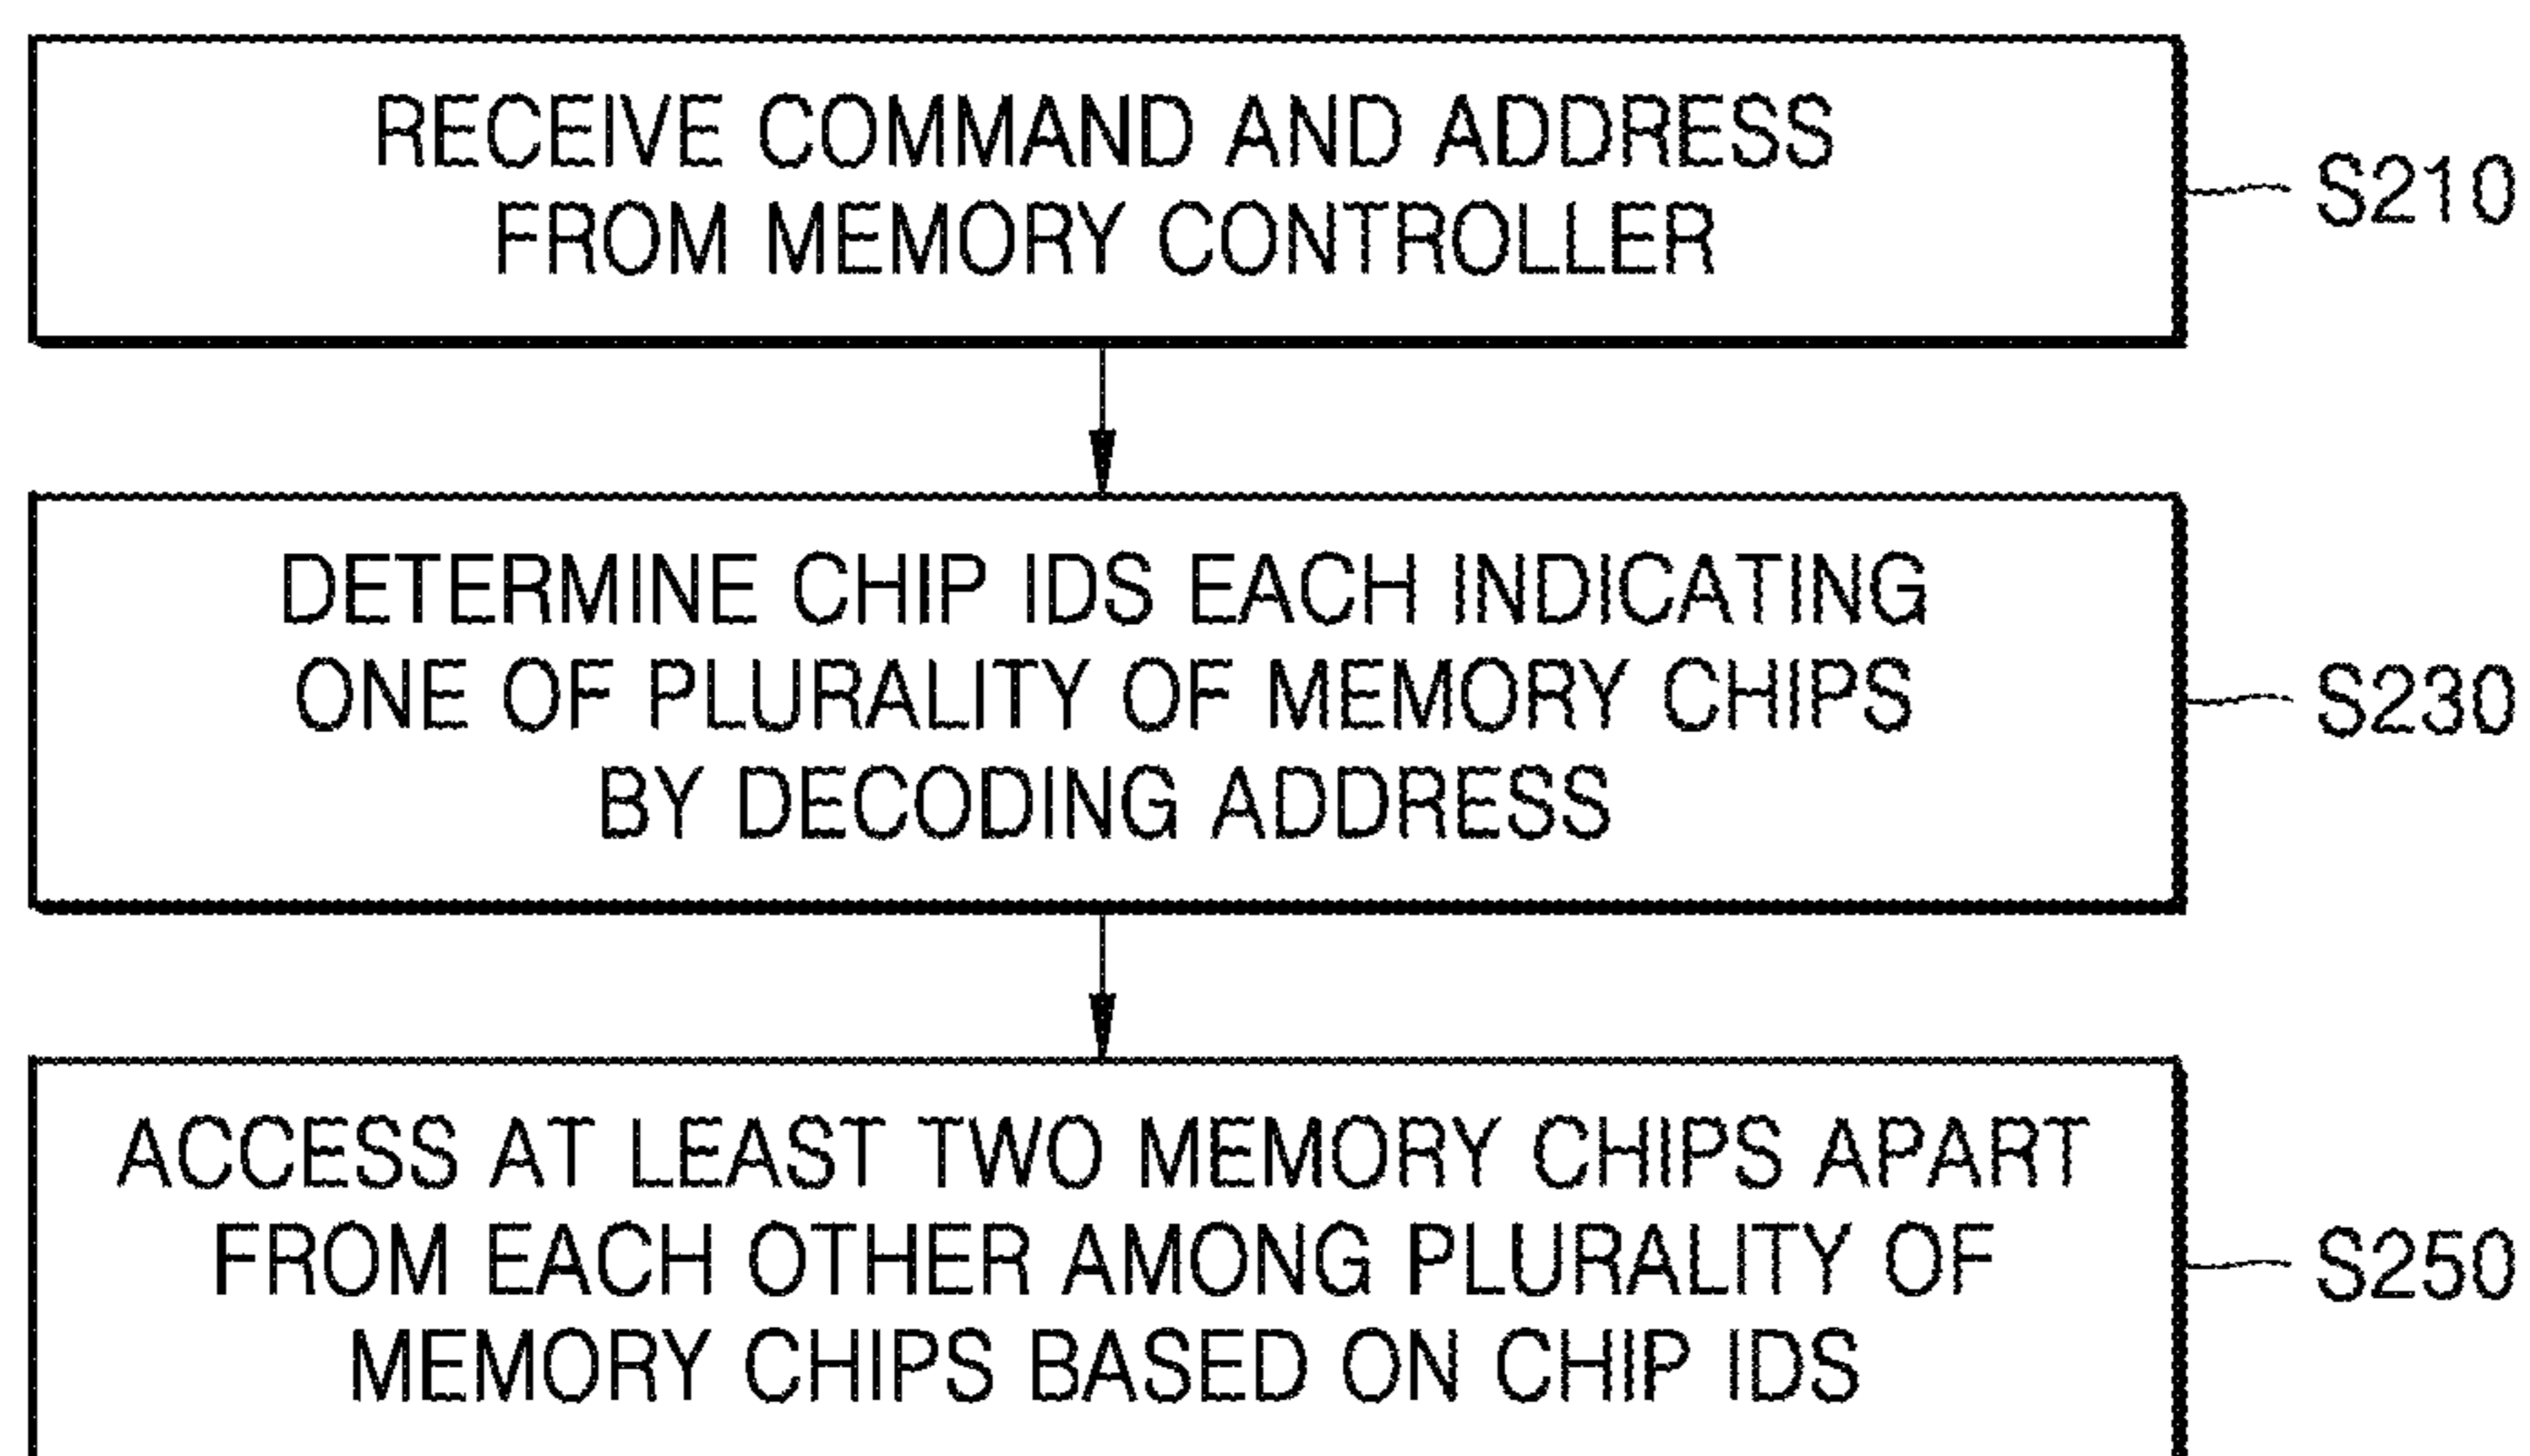 RECEIVE COMMAND AND ADDRESS
FROM MEMORY CONTROLLER
S210
DETERMINE CHIP IDS EACH INDICATING
ONE OF PLURALITY OF MEMORY CHIPS
BY DECODING ADDRESS
S230
ACCESS AT LEAST TWO MEMORY CHIPS APART
FROM EACH OTHER AMONG PLURALITY OF
MEMORY CHIPS BASED ON CHIP IDS
S250